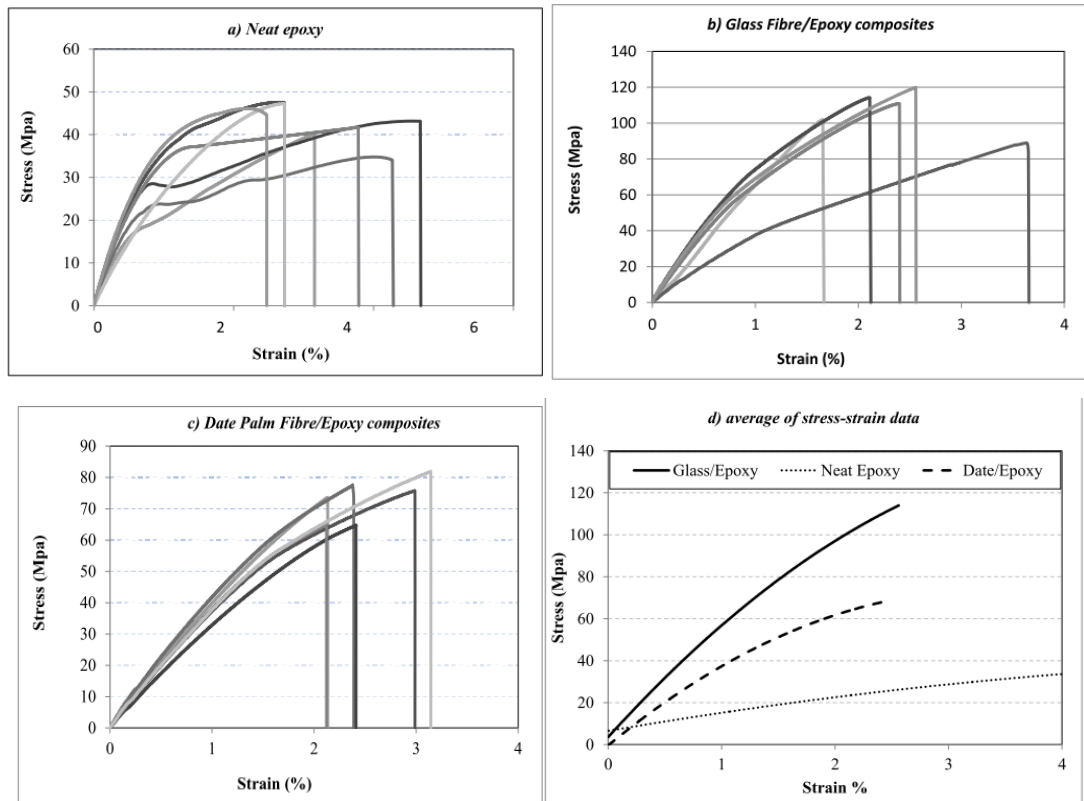 a) Neat epoxy
60
50
40
30
20
10
0
Stress (Mpa)
0 2 4 6
Strain (%)
b) Glass Fibre/Epoxy composites
140
120
100
80
60
40
20
0
Stress (Mpa)
0 1 2 3 4
Strain (%)
c) Date Palm Fibre/Epoxy composites
90
80
70
60
50
40
30
20
10
0
Stress (Mpa)
0 1 2 3 4
Strain (%)
d) average of stress-strain data
140
120
100
80
60
40
20
0
Glass/Epoxy Neat Epoxy Date/Epoxy
Stress (Mpa)
0 1 2 3 4
Strain %